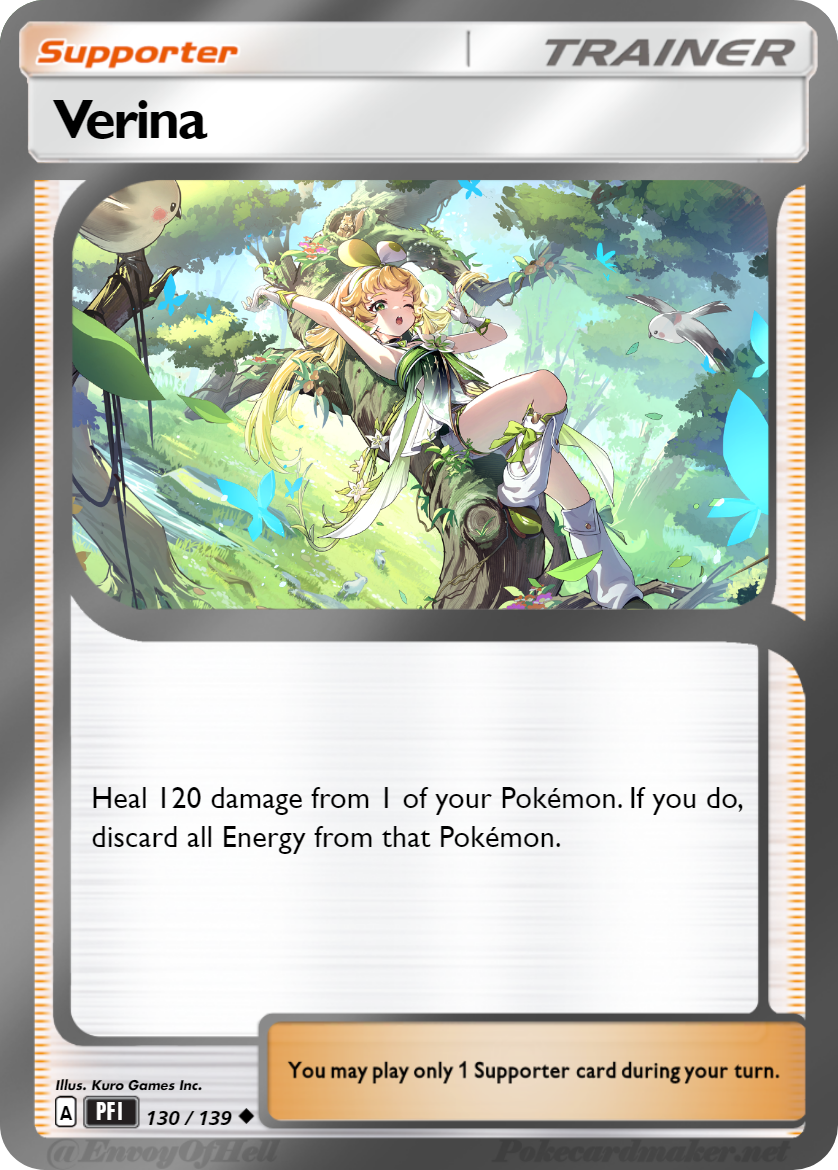 Supporter
TRAINER
Verina
Heal 120 damage from 1 of your Pokémon. If you do,
discard all Energy from that Pokémon.
You may play only 1 Supporter card during your turn.
Illus. Kuro Games Inc.
A PFI 130 / 139
@EnvoyOfHell
Pokecardmaker.net